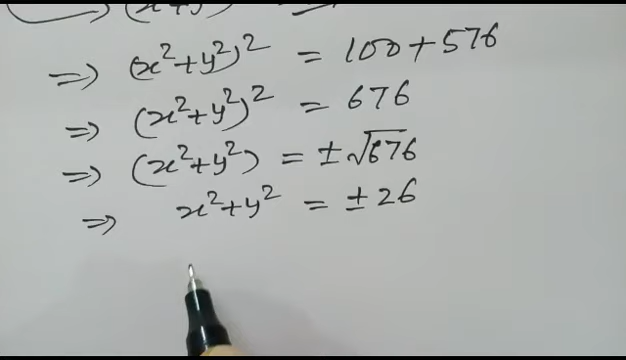 ⇒ (x²+y²)² = 100+576
⇒ (x²+y²)² = 676
⇒ (x²+y²) = ±√676
⇒ x²+y² = ±26